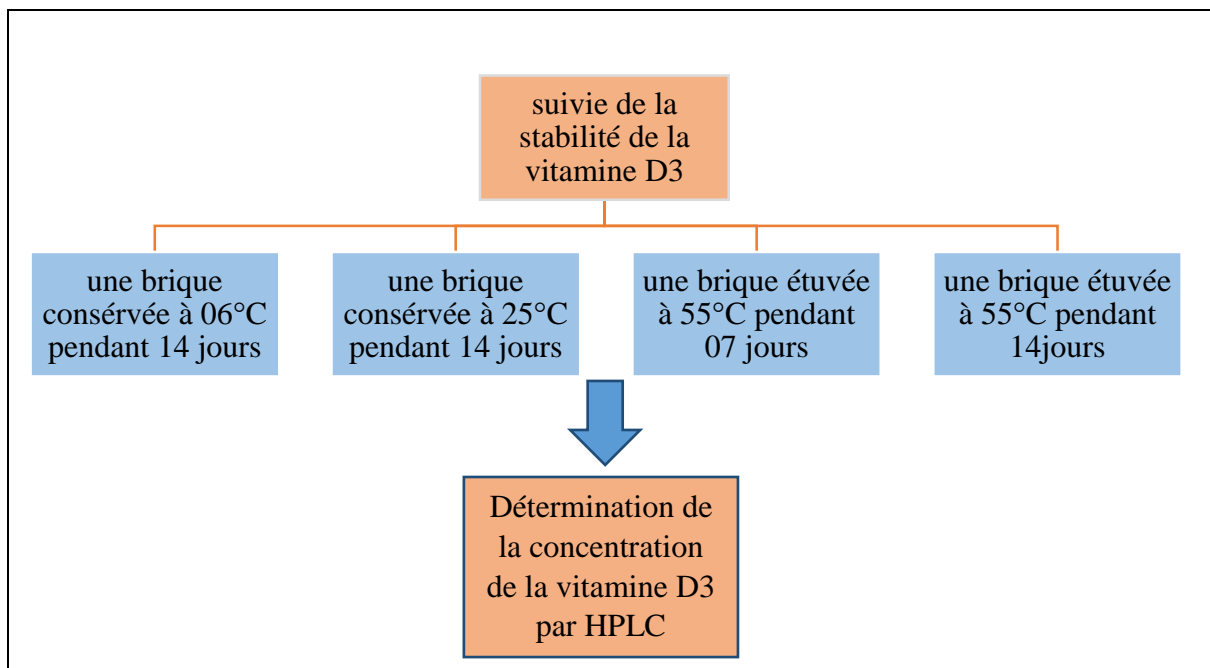 suivie de la
stabilité de la
vitamine D3
une brique
consérvée à 06°C
pendant 14 jours
une brique
consérvée à 25°C
pendant 14 jours
une brique étuvée
à 55°C pendant
07 jours
une brique étuvée
à 55°C pendant
14jours
Détermination de
la concentration
de la vitamine D3
par HPLC